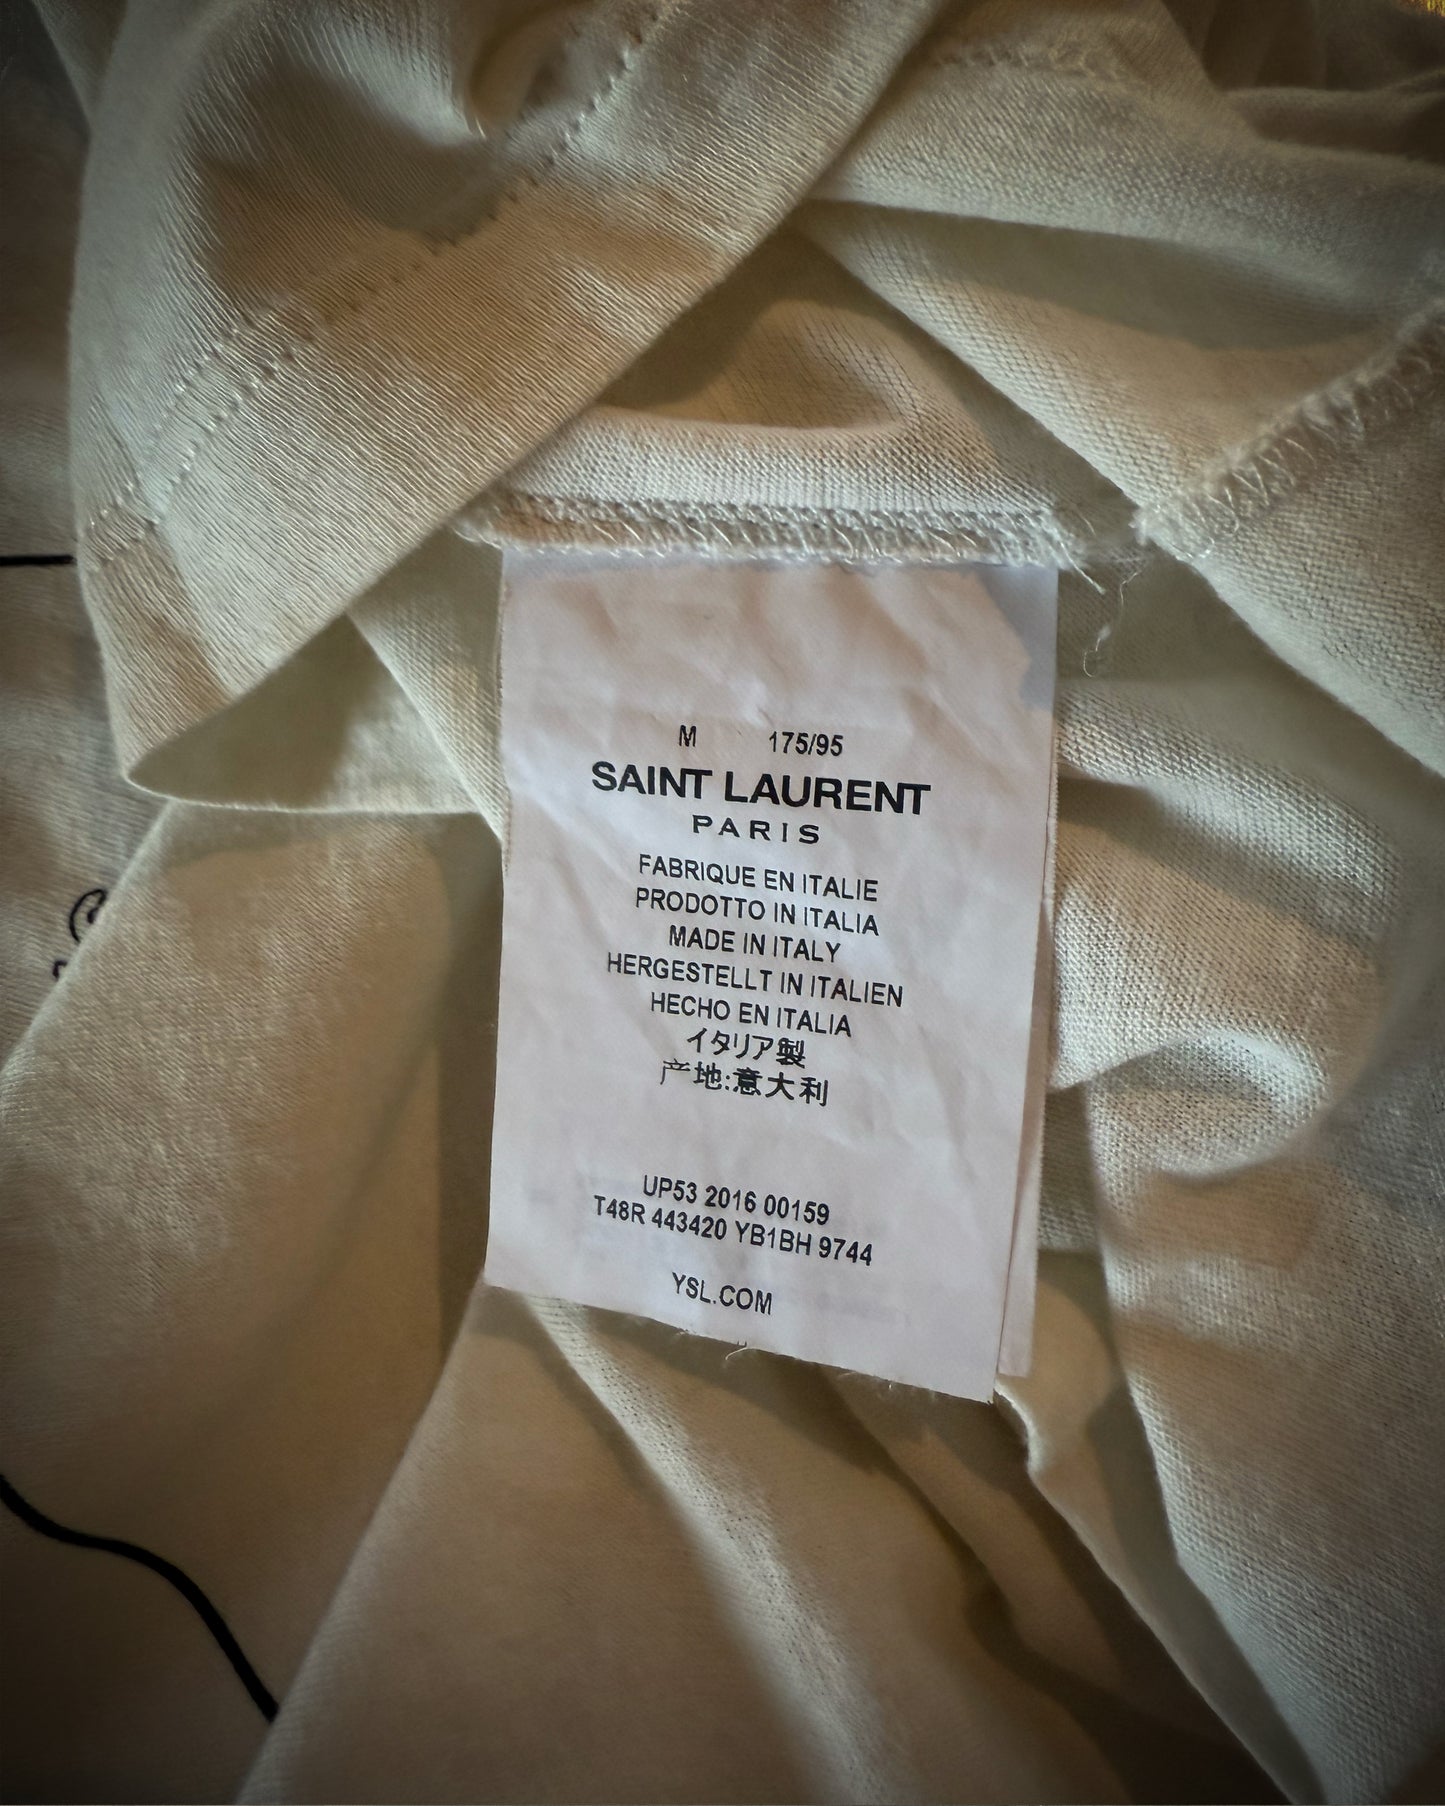 M 175/95
SAINT LAURENT
PARIS
FABRIQUE EN ITALIE
PRODOTTO IN ITALIA
MADE IN ITALY
HERGESTELLT IN ITALIEN
HECHO EN ITALIA
イタリア製
产地:意大利
UP53 2016 00159
T48R 443420 YB1BH 9744
YSL.COM